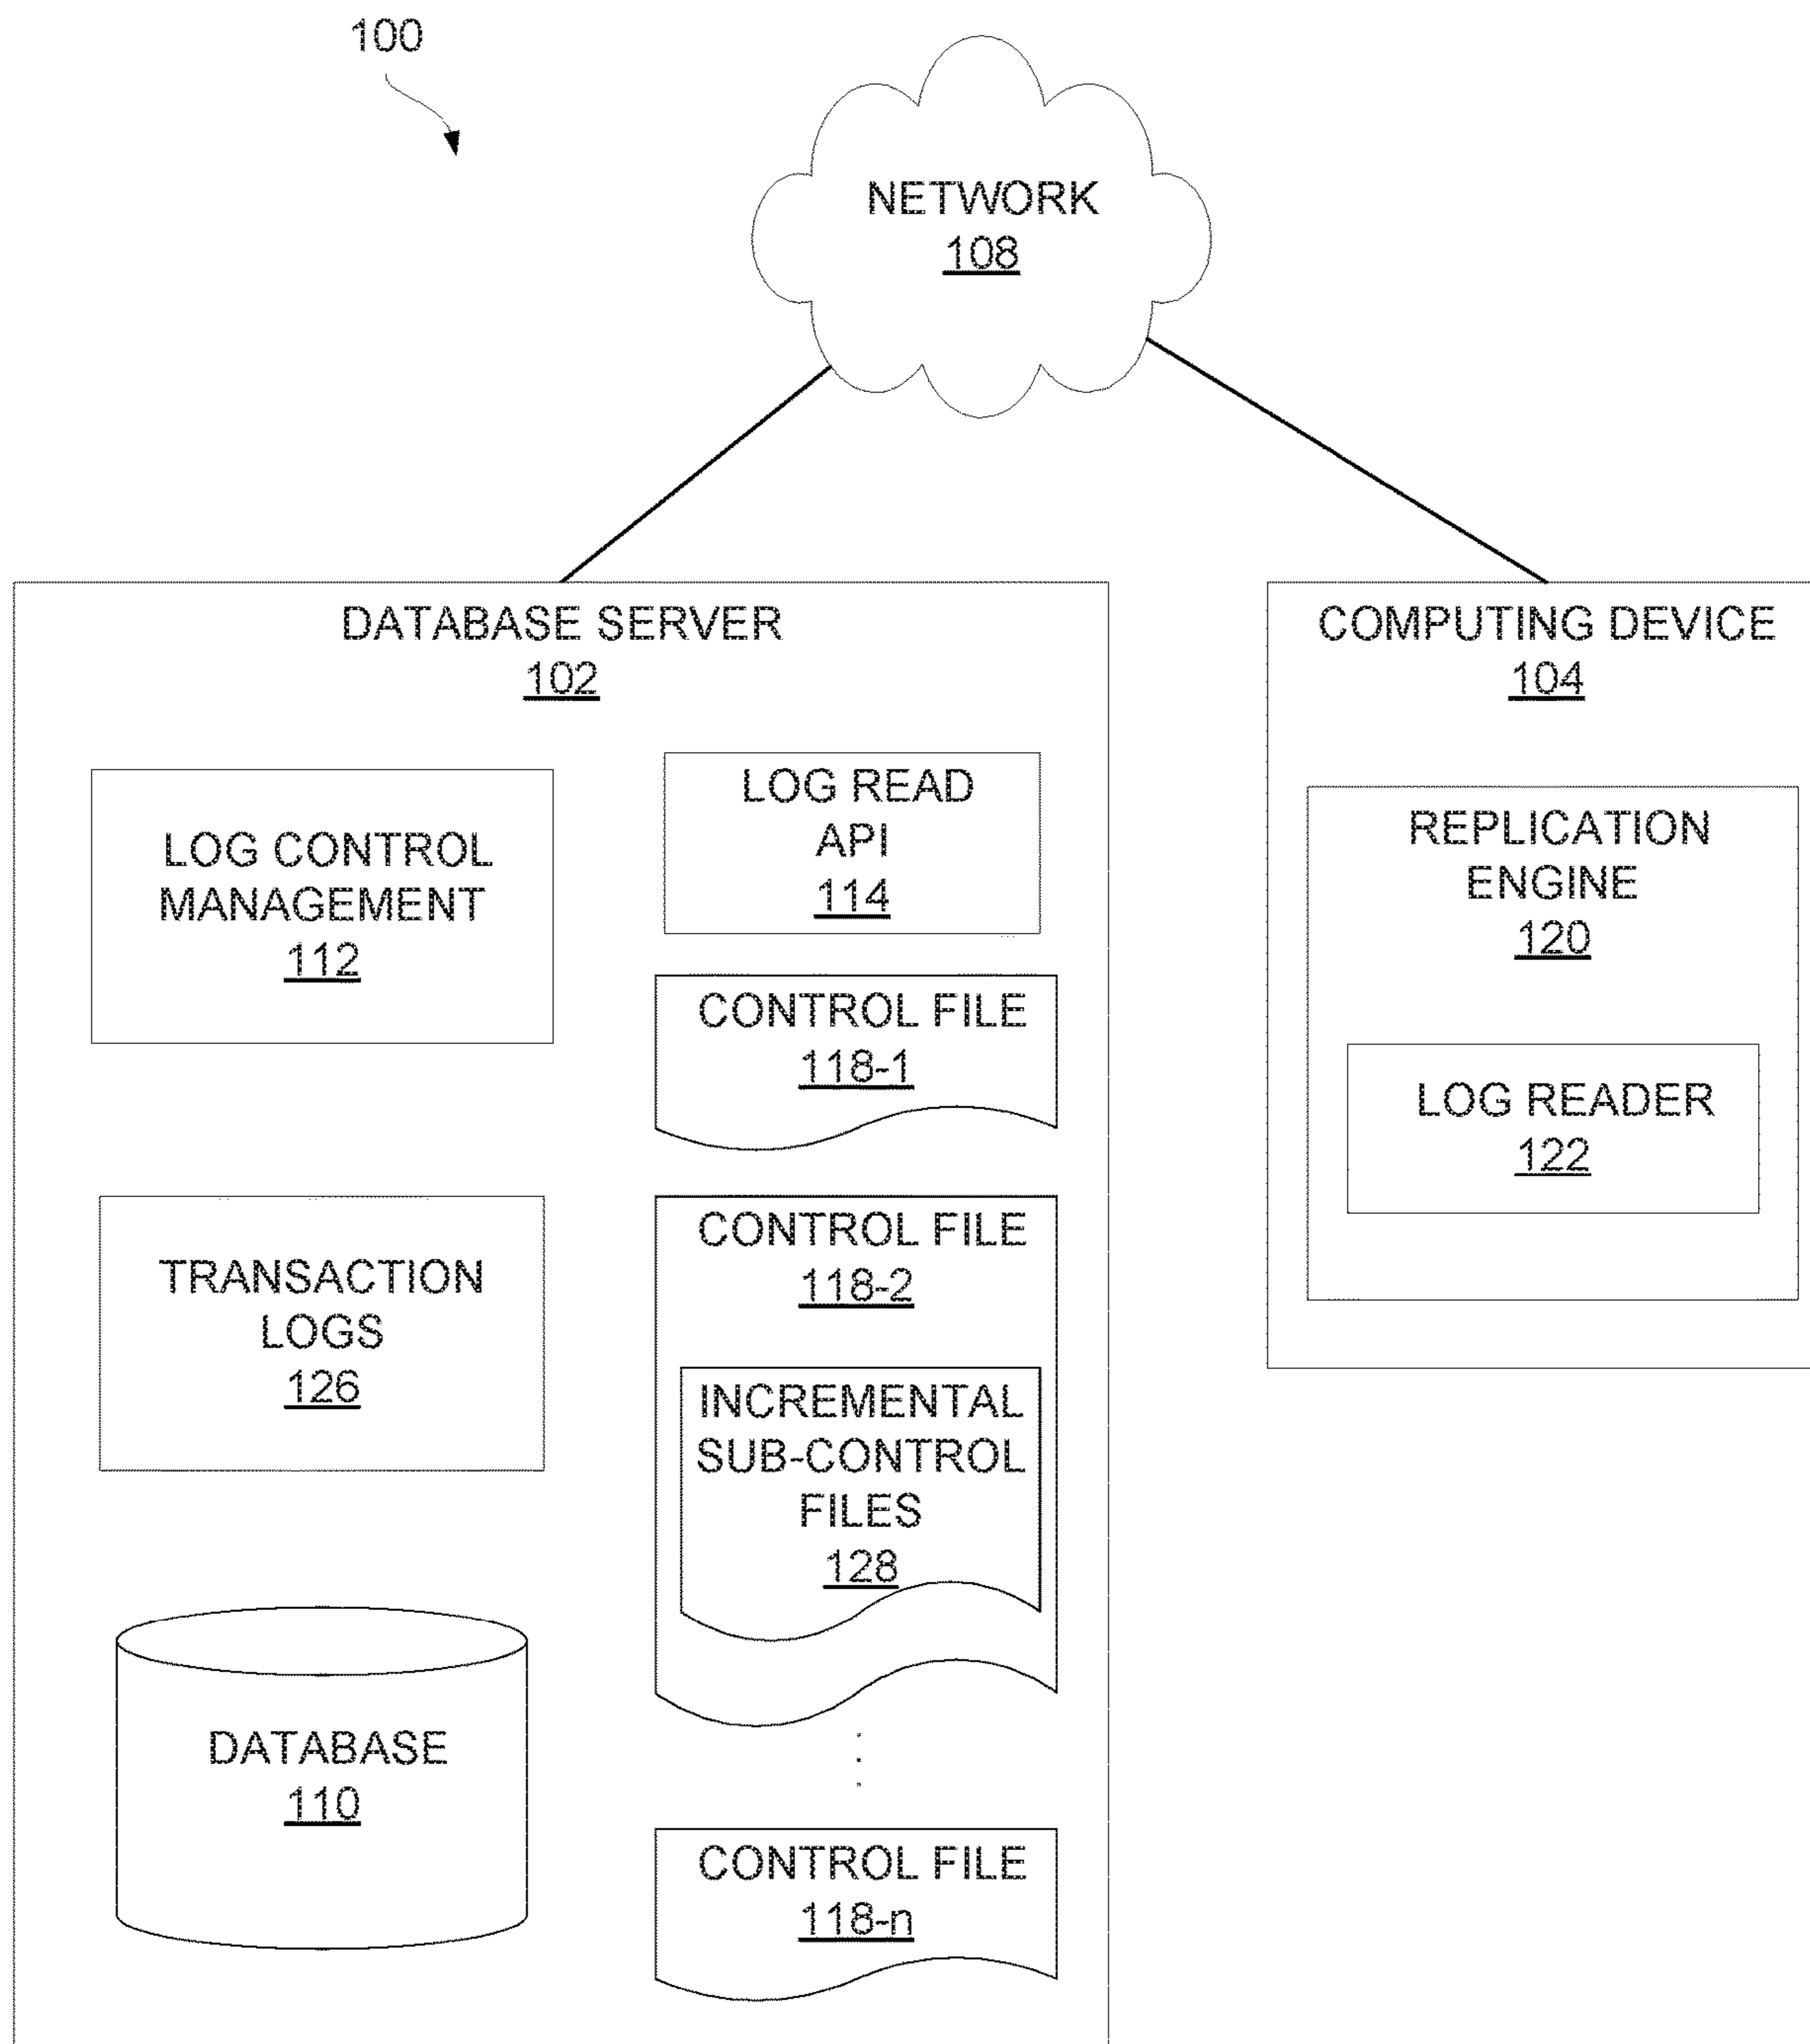 100
NETWORK
108
DATABASE SERVER
102
LOG CONTROL
MANAGEMENT
112
LOG READ
API
114
CONTROL FILE
118-1
TRANSACTION
LOGS
126
CONTROL FILE
118-2
INCREMENTAL
SUB-CONTROL
FILES
128
DATABASE
110
CONTROL FILE
118-n
COMPUTING DEVICE
104
REPLICATION
ENGINE
120
LOG READER
122